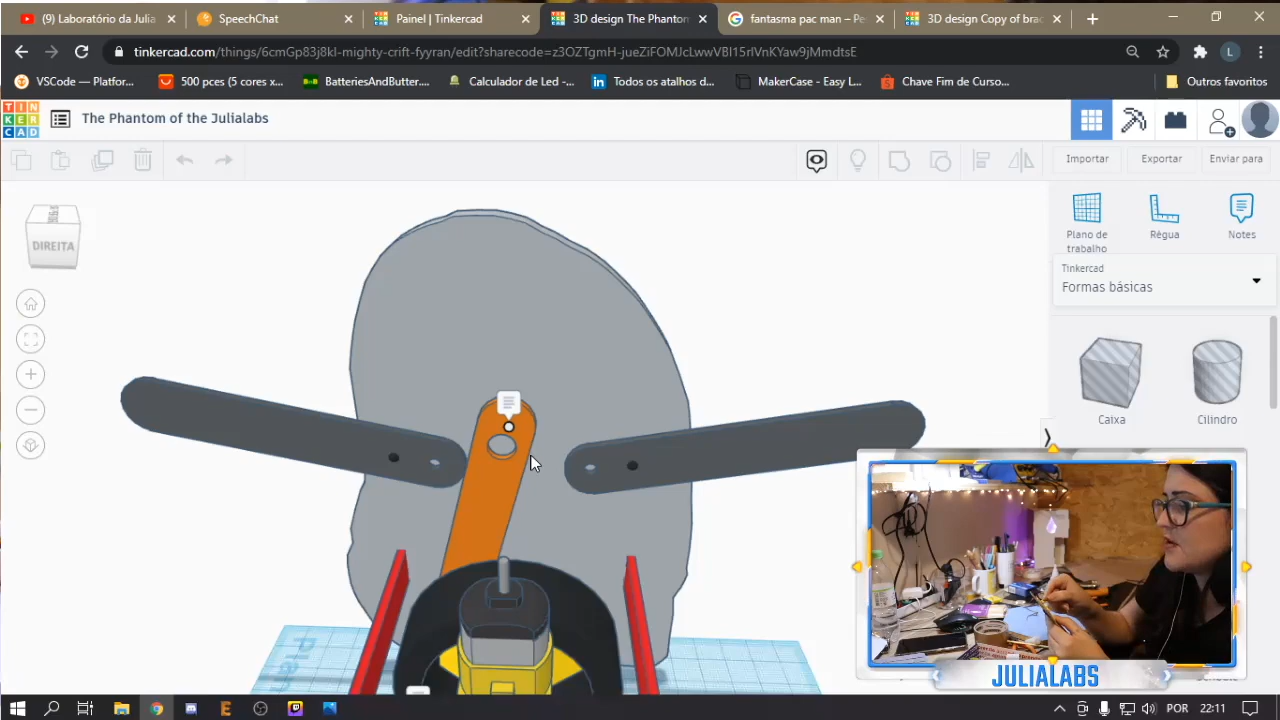 (9) Laboratório da Julia
SpeechChat
Painel | Tinkercad
3D design The Phantom
fantasma pac man – Pe
3D design Copy of brac
tinkercad.com/things/6cmGp83j8kl-mighty-crift-fyyran/edit?sharecode=z3OZTgmH-jueZiFOMJcLwwVBI15rlVnKYaw9jMmdtsE
L
VSCode — Platfor...
500 pces (5 cores x...
BatteriesAndButter....
Calculador de Led -...
Todos os atalhos d...
MakerCase - Easy L...
Chave Fim de Curso...
Outros favoritos
TIN
KER
CAD
The Phantom of the Julialabs
Importar
Exportar
Enviar para
DIREITA
Plano de
trabalho
Régua
Notes
Tinkercad
Formas básicas
Caixa
Cilindro
JULIALABS
POR
22:11